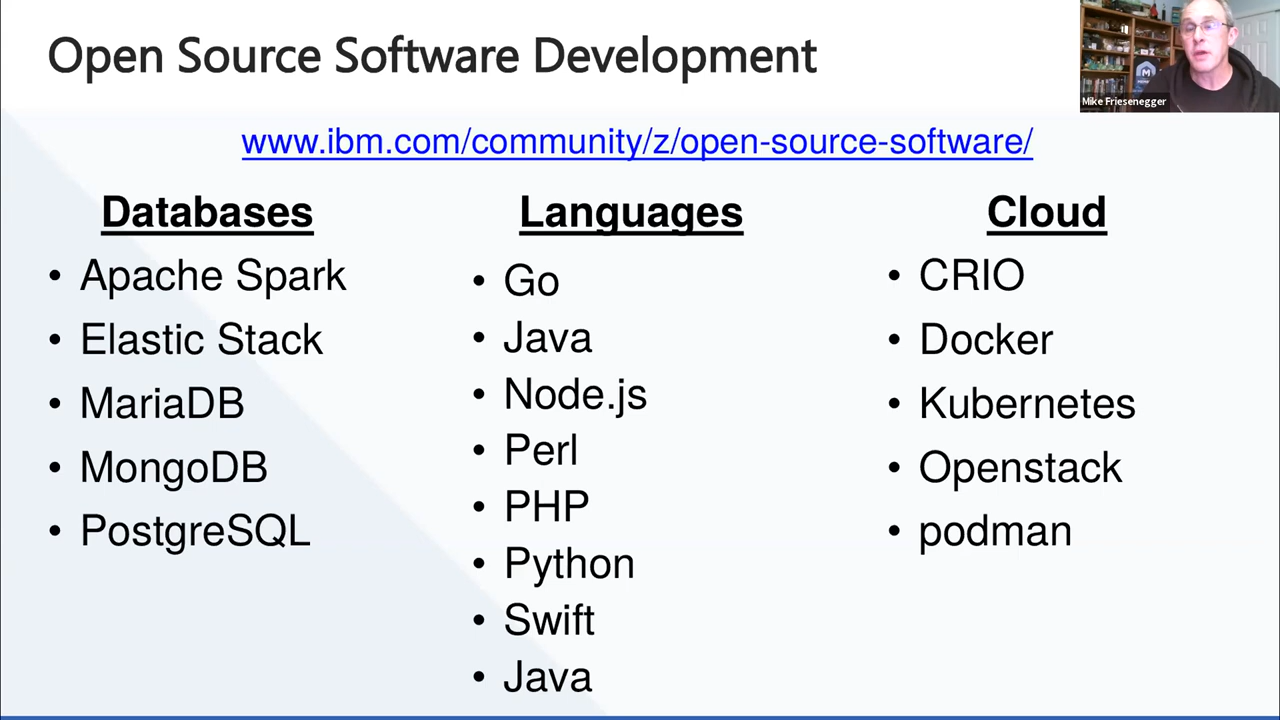 Open Source Software Development
Mike Friesenegger
www.ibm.com/community/z/open-source-software/
Databases
• Apache Spark
• Elastic Stack
• MariaDB
• MongoDB
• PostgreSQL
Languages
• Go
• Java
• Node.js
• Perl
• PHP
• Python
• Swift
• Java
Cloud
• CRIO
• Docker
• Kubernetes
• Openstack
• podman